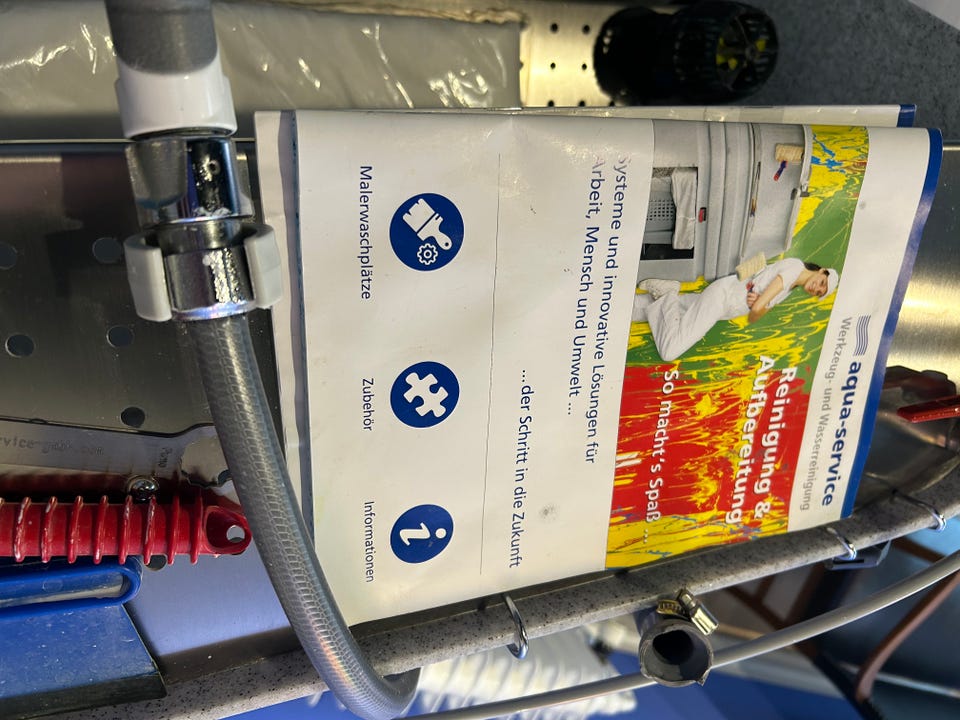 aqua-service
Werkzeug- und Wasserreinigung
Reinigung &
Aufbereitung
So macht's Spaß ...
Systeme und innovative Lösungen für
Arbeit, Mensch und Umwelt ...
...der Schritt in die Zukunft
Malerwaschplätze
Zubehör
Informationen